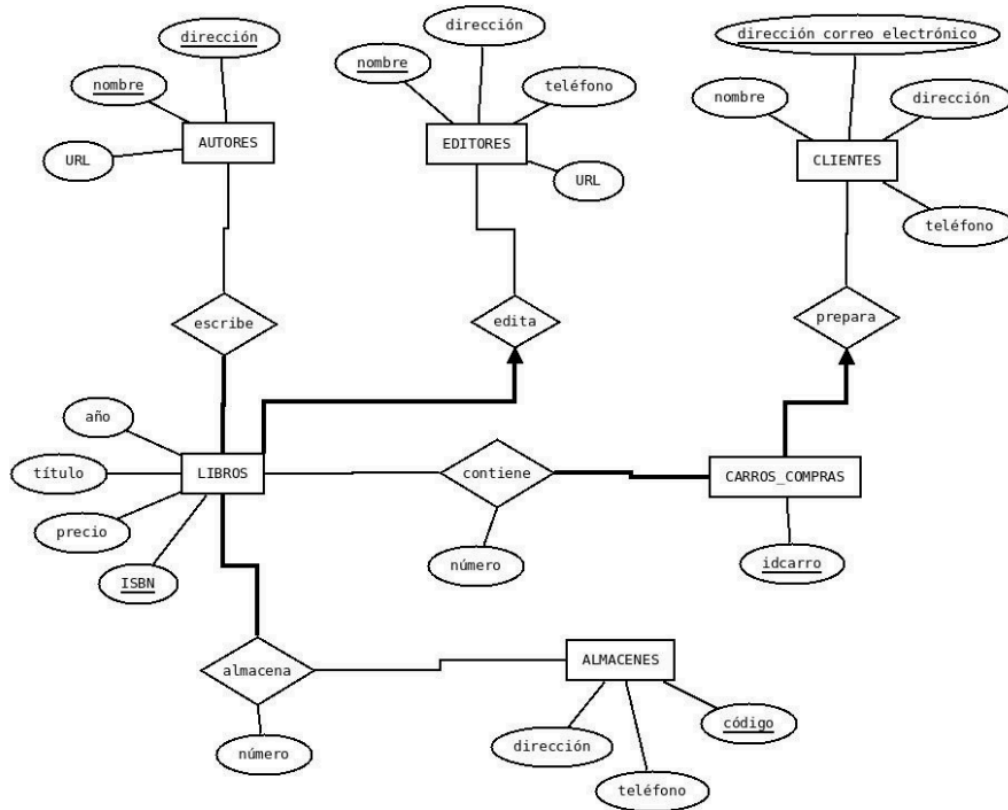 dirección
nombre
URL
AUTORES
dirección
nombre
teléfono
EDITORES
URL
dirección correo electrónico
nombre
dirección
CLIENTES
teléfono
escribe
edita
prepara
año
título
LIBROS
precio
ISBN
contiene
número
CARROS_COMPRAS
idcarro
almacena
número
ALMACENES
dirección
código
teléfono